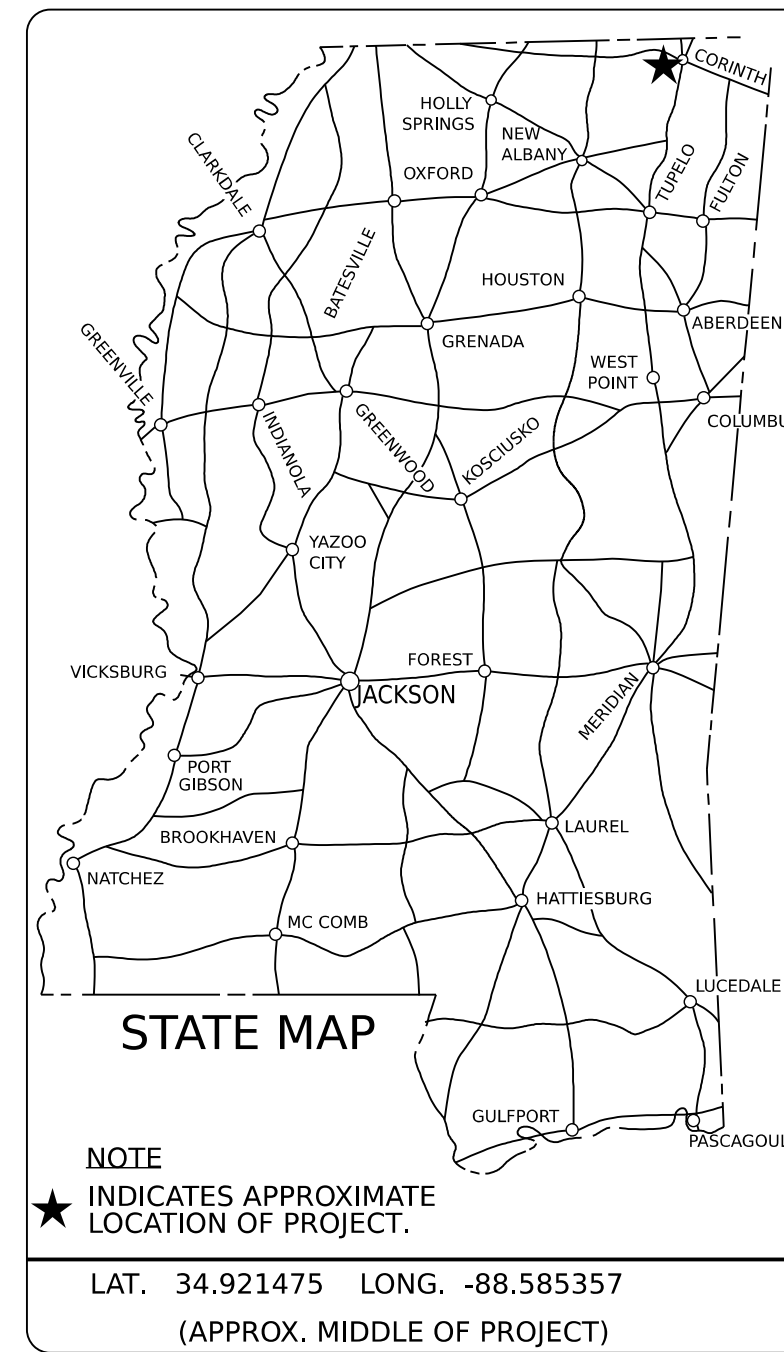 CORINTH
HOLLY
SPRINGS
NEW
ALBANY
CLARKDALE
OXFORD
TUPELO
FULTON
BATESVILLE
HOUSTON
ABERDEEN
GREENVILLE
GRENADA
WEST
POINT
COLUMBU
INDIANOLA
GREENWOOD
KOSCIUSKO
YAZOO
CITY
VICKSBURG
FOREST
JACKSON
MERIDIAN
PORT
GIBSON
BROOKHAVEN
LAUREL
NATCHEZ
HATTIESBURG
MC COMB
LUCEDALE
STATE MAP
GULFPORT
PASCAGOUL
NOTE
INDICATES APPROXIMATE
LOCATION OF PROJECT.
LAT. 34.921475 LONG. -88.585357
(APPROX. MIDDLE OF PROJECT)